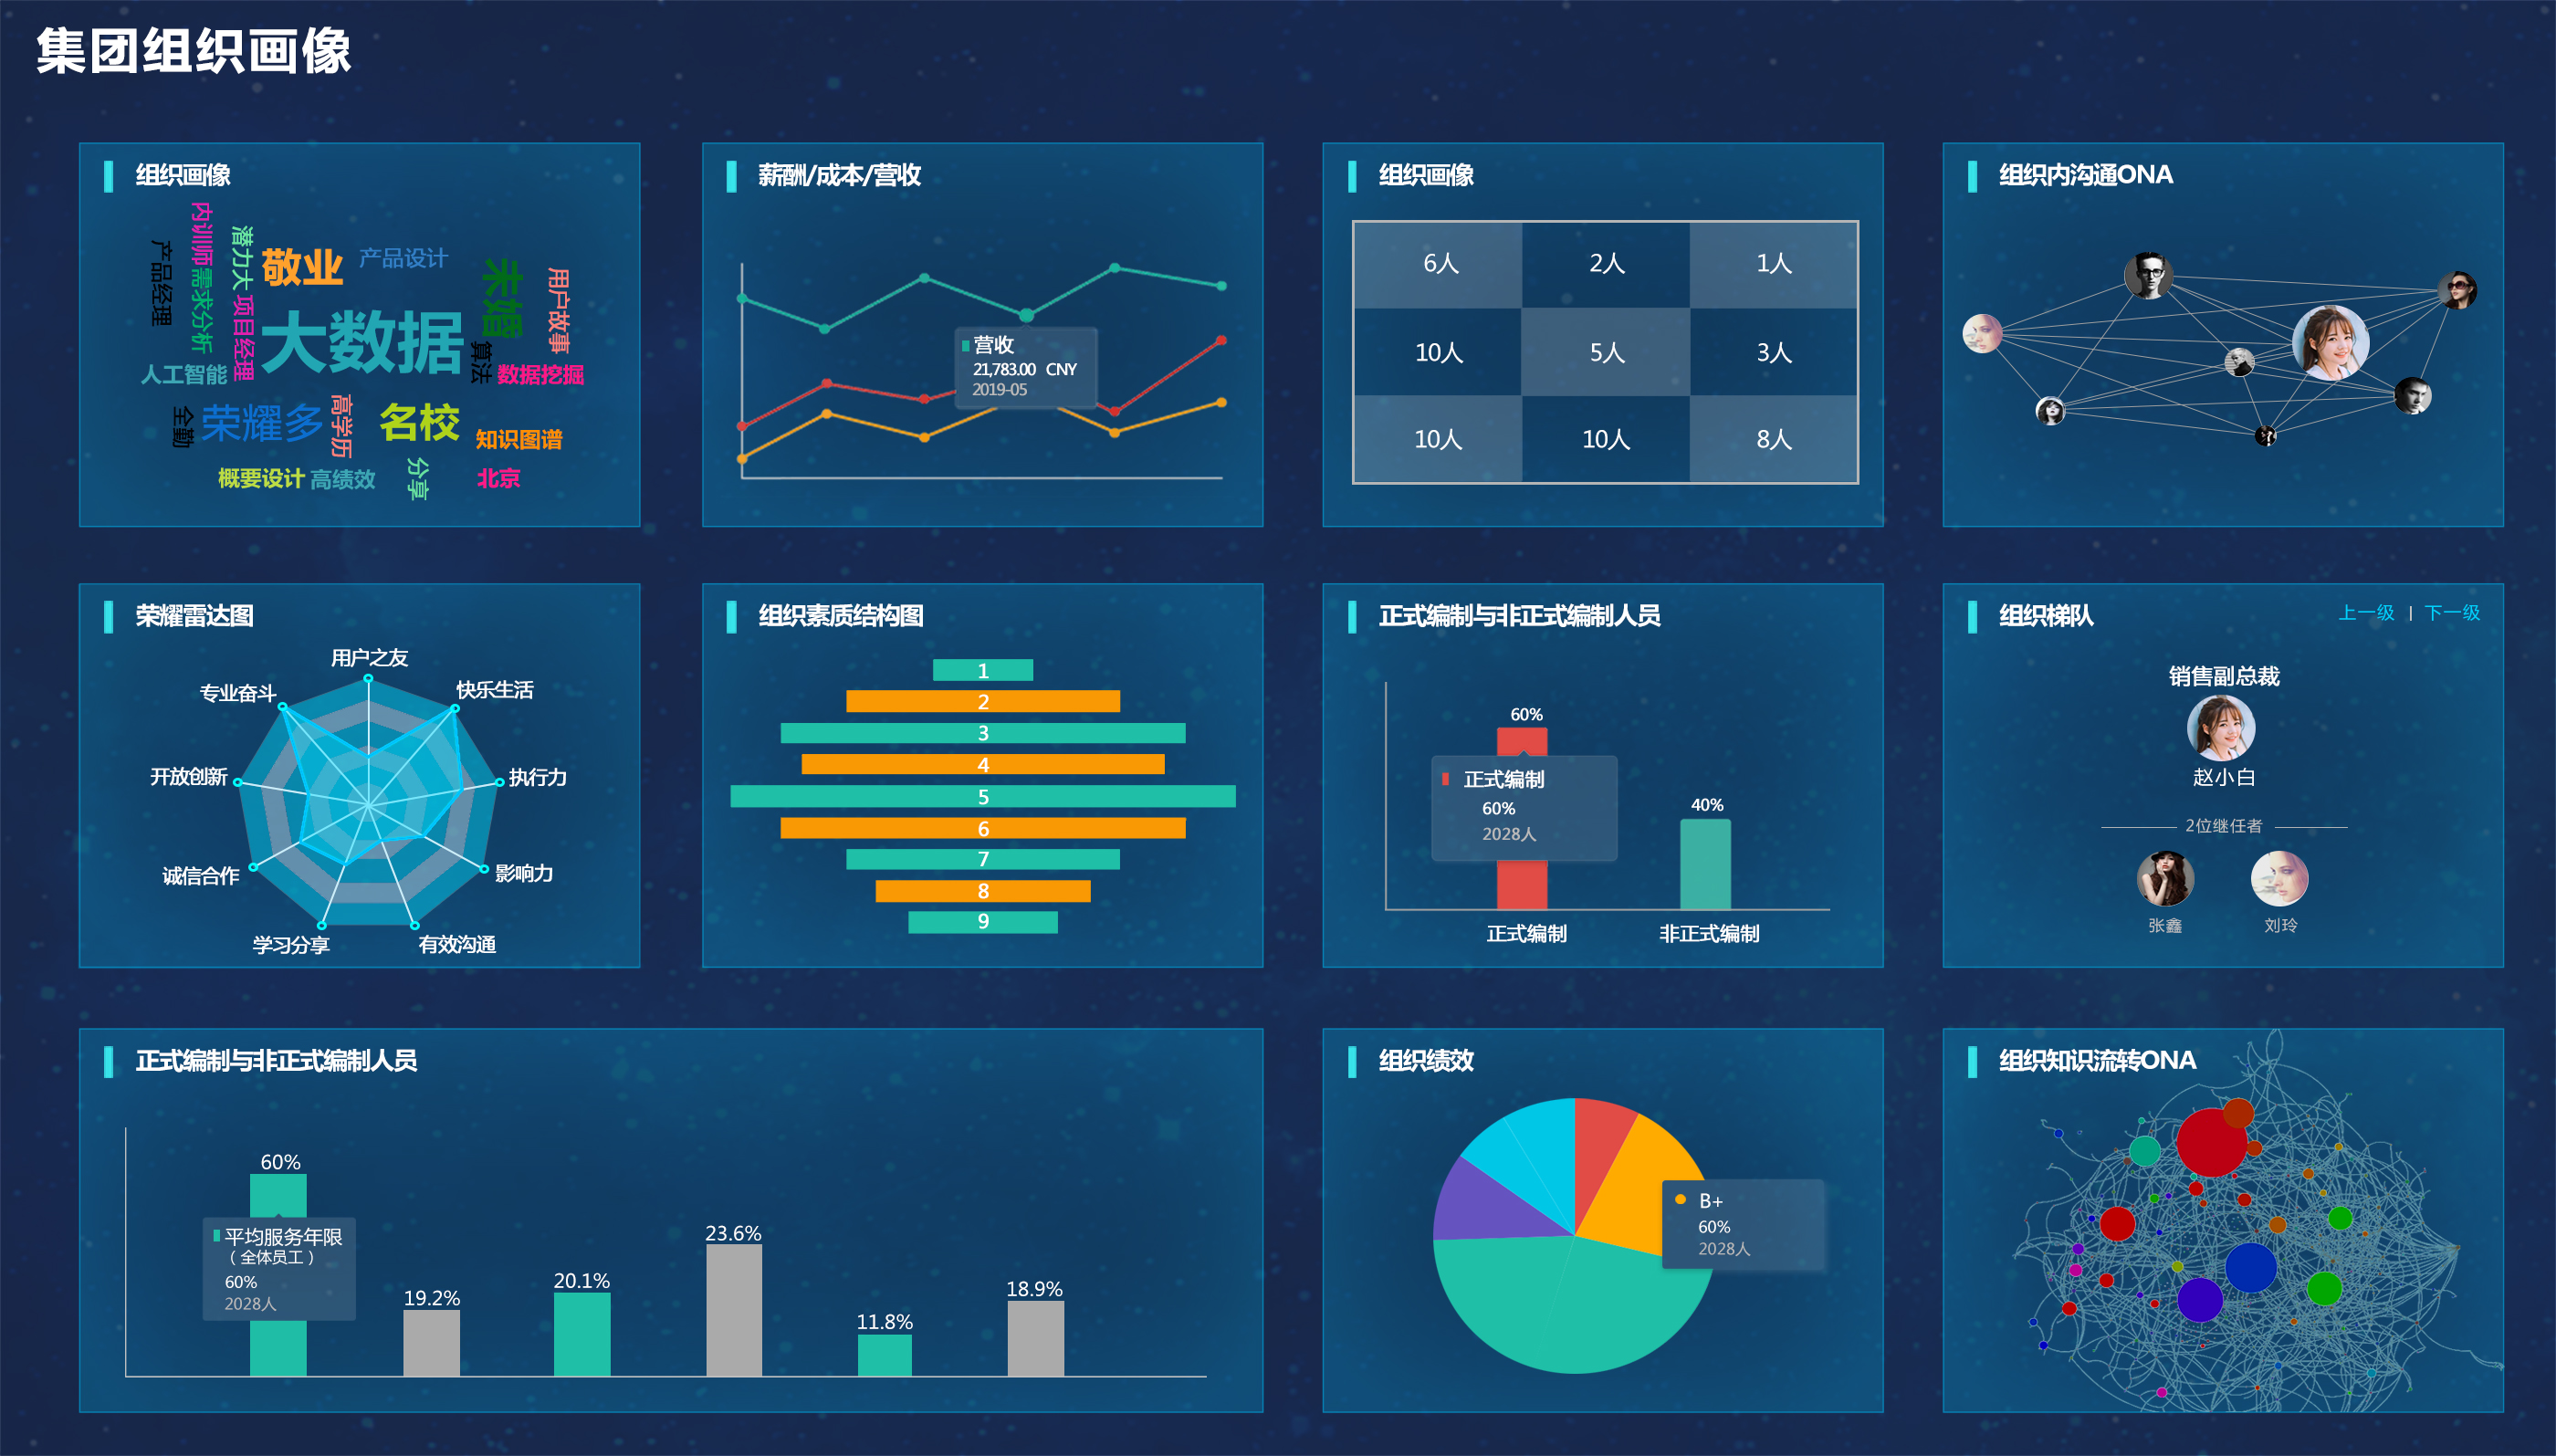 集团组织画像
组织画像
内训师
潜力大
产品经理
需求分析
敬业
产品设计
未婚
用户故事
项目经理
大数据
算法
人工智能
数据挖掘
全勤
荣耀多
高学历
名校
知识图谱
概要设计
高绩效
分享
北京
薪酬/成本/营收
营收
21,783.00 CNY
2019-05
组织画像
6人 2人 1人
10人 5人 3人
10人 10人 8人
组织内沟通ONA
荣耀雷达图
用户之友
专业奋斗
快乐生活
开放创新
执行力
诚信合作
影响力
学习分享
有效沟通
组织素质结构图
1
2
3
4
5
6
7
8
9
正式编制与非正式编制人员
60%
正式编制
60%
2028人
40%
正式编制
非正式编制
组织梯队
上一级 | 下一级
销售副总裁
赵小白
2位继任者
张鑫
刘玲
正式编制与非正式编制人员
60%
平均服务年限
（全体员工）
60%
2028人
19.2%
20.1%
23.6%
11.8%
18.9%
组织绩效
B+
60%
2028人
组织知识流转ONA